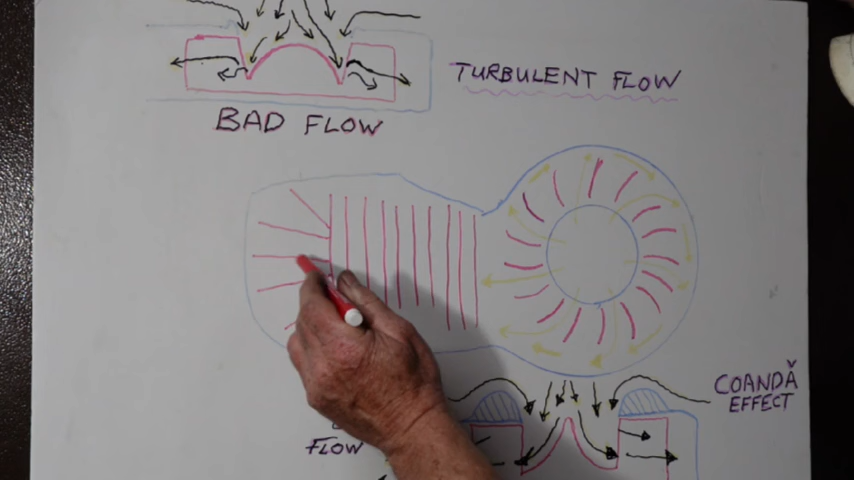 TURBULENT FLOW
BAD FLOW
COANDĂ
EFFECT
FLOW